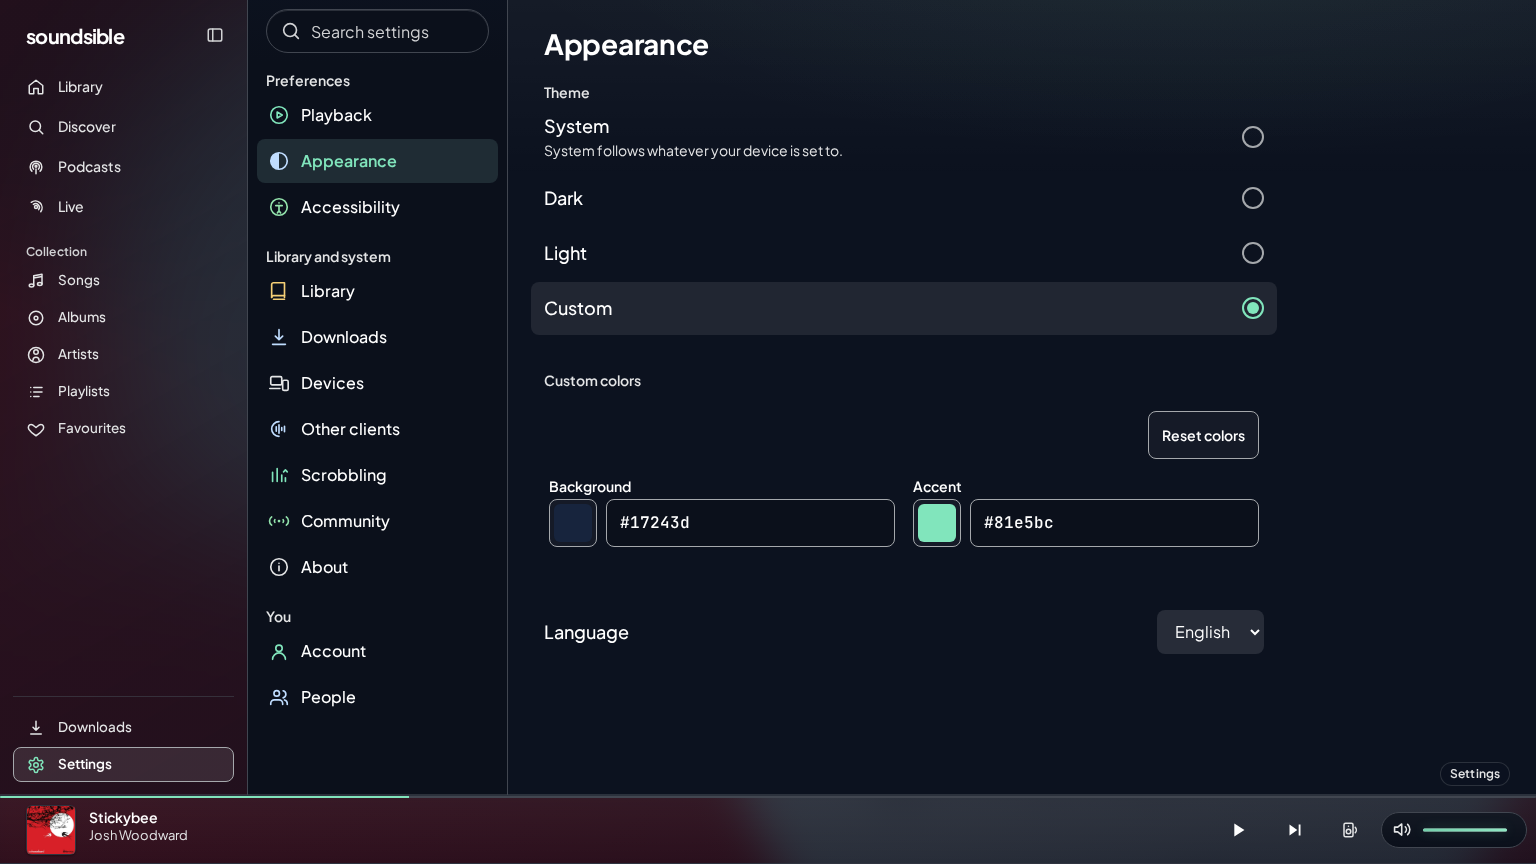 soundsible
Library
Discover
Podcasts
Live
Collection
Songs
Albums
Artists
Playlists
Favourites
Downloads
Settings
Search settings
Preferences
Playback
Appearance
Accessibility
Library and system
Library
Downloads
Devices
Other clients
Scrobbling
Community
About
You
Account
People
Appearance
Theme
System
System follows whatever your device is set to.
Dark
Light
Custom
Custom colors
Reset colors
Background
Accent
#17243d
#81e5bc
Language
English
Settings
Stickybee
Josh Woodward